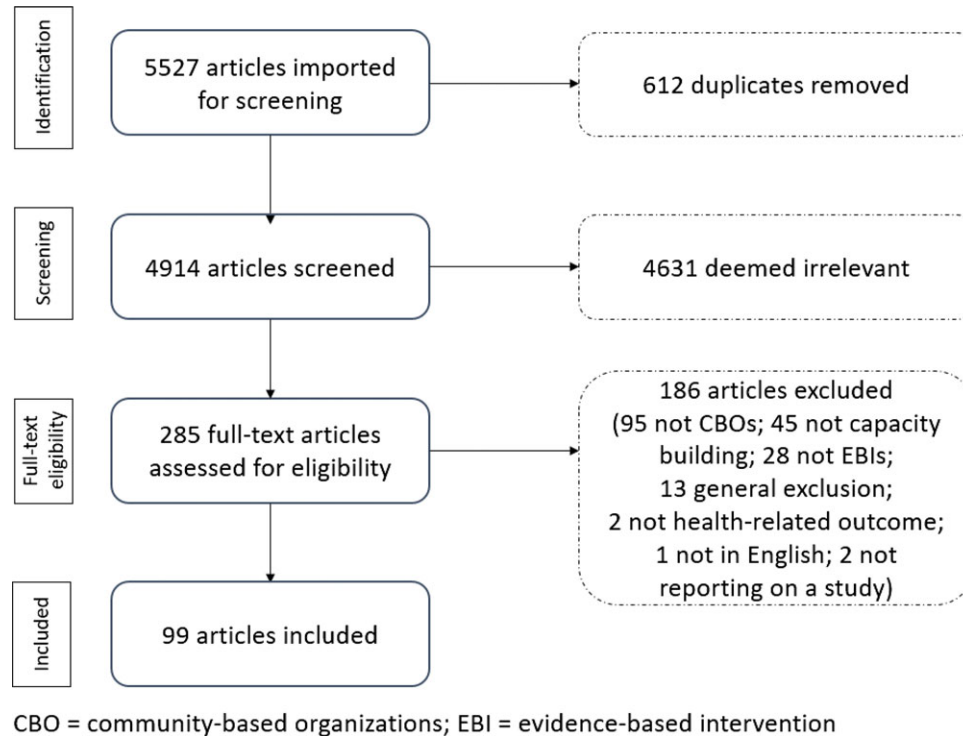 Identification
5527 articles imported
for screening
612 duplicates removed
Screening
4914 articles screened
4631 deemed irrelevant
Full-text
eligibility
285 full-text articles
assessed for eligibility
186 articles excluded
(95 not CBOs; 45 not capacity
building; 28 not EBIs;
13 general exclusion;
2 not health-related outcome;
1 not in English; 2 not
reporting on a study)
Included
99 articles included
CBO = community-based organizations; EBI = evidence-based intervention